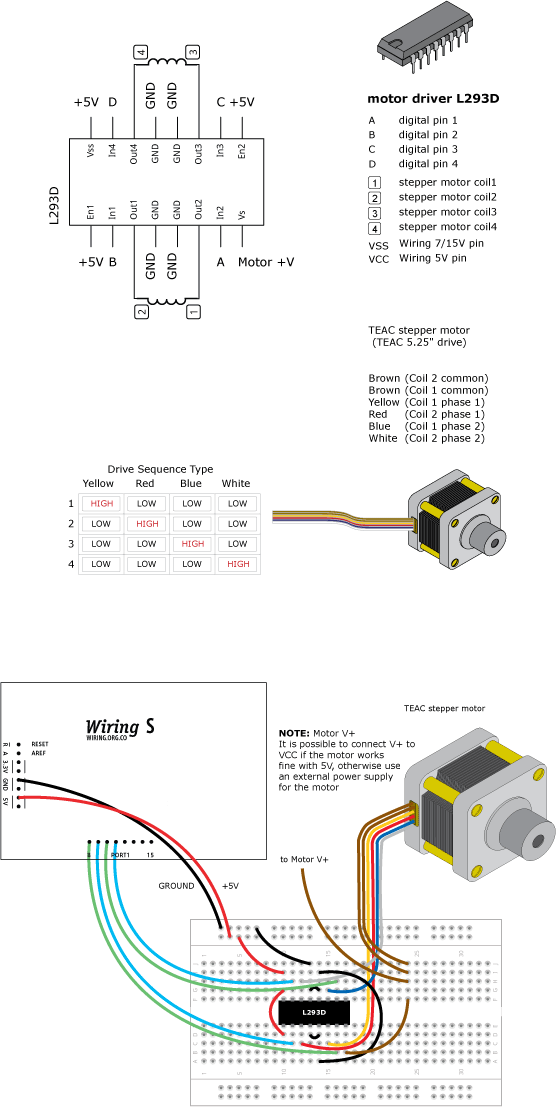 4
3
+5V D GND GND C +5V
Vss In4 Out4 GND GND Out3 In3 En2
L293D
En1 In1 Out1 GND GND Out2 In2 Vs
+5V B GND GND A Motor +V
2
1
motor driver L293D
A digital pin 1
B digital pin 2
C digital pin 3
D digital pin 4
1 stepper motor coil1
2 stepper motor coil2
3 stepper motor coil3
4 stepper motor coil4
VSS Wiring 7/15V pin
VCC Wiring 5V pin
TEAC stepper motor
(TEAC 5.25" drive)
Brown (Coil 2 common)
Brown (Coil 1 common)
Yellow (Coil 1 phase 1)
Red (Coil 2 phase 1)
Blue (Coil 1 phase 2)
White (Coil 2 phase 2)
Drive Sequence Type
Yellow Red Blue White
1 HIGH LOW LOW LOW
2 LOW HIGH LOW LOW
3 LOW LOW HIGH LOW
4 LOW LOW LOW HIGH
Wiring S
WIRING.ORG.CO
R RESET
A AREF
3.3V
GND
5V
8 PORT1 15
GROUND +5V
TEAC stepper motor
NOTE: Motor V+
It is possible to connect V+ to
VCC if the motor works
fine with 5V, otherwise use
an external power supply
for the motor
to Motor V+
L293D